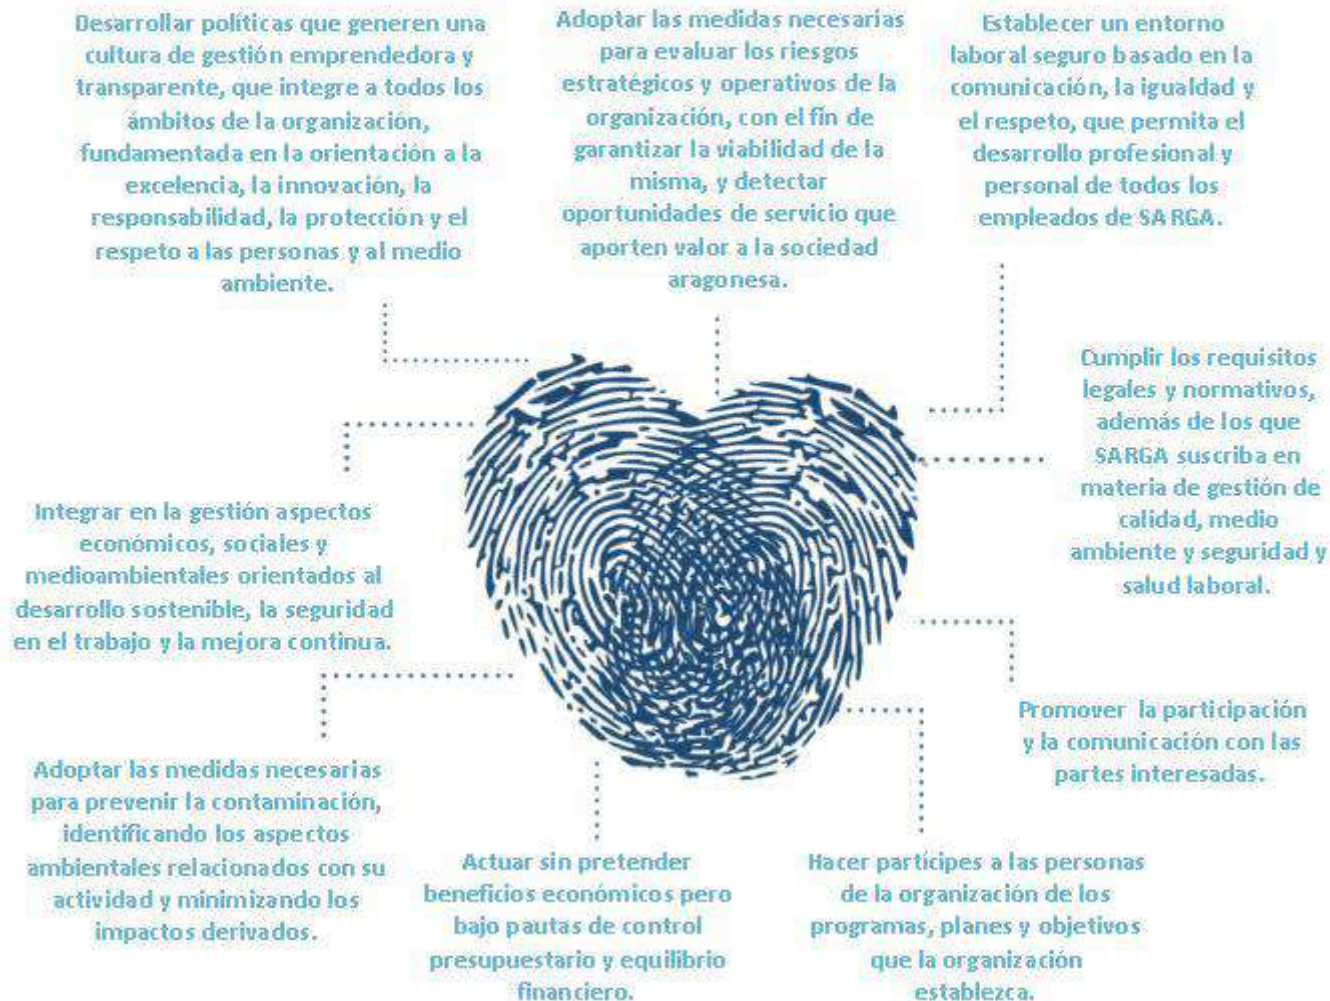 Desarrollar políticas que generen una
cultura de gestión emprendedora y
transparente, que integre a todos los
ámbitos de la organización,
fundamentada en la orientación a la
excelencia, la innovación, la
responsabilidad, la protección y el
respeto a las personas y al medio
ambiente.
Adoptar las medidas necesarias
para evaluar los riesgos
estratégicos y operativos de la
organización, con el fin de
garantizar la viabilidad de la
misma, y detectar
oportunidades de servicio que
aporten valor a la sociedad
aragonesa.
Establecer un entorno
laboral seguro basado en la
comunicación, la igualdad y
el respeto, que permita el
desarrollo profesional y
personal de todos los
empleados de SARGA.
Cumplir los requisitos
legales y normativos,
además de los que
SARGA suscriba en
materia de gestión de
calidad, medio
ambiente y seguridad y
salud laboral.
Integrar en la gestión aspectos
económicos, sociales y
medioambientales orientados al
desarrollo sostenible, la seguridad
en el trabajo y la mejora continua.
Promover la participación
y la comunicación con las
partes interesadas.
Adoptar las medidas necesarias
para prevenir la contaminación,
identificando los aspectos
ambientales relacionados con su
actividad y minimizando los
impactos derivados.
Actuar sin pretender
beneficios económicos pero
bajo pautas de control
presupuestario y equilibrio
financiero.
Hacer partícipes a las personas
de la organización de los
programas, planes y objetivos
que la organización
establezca.